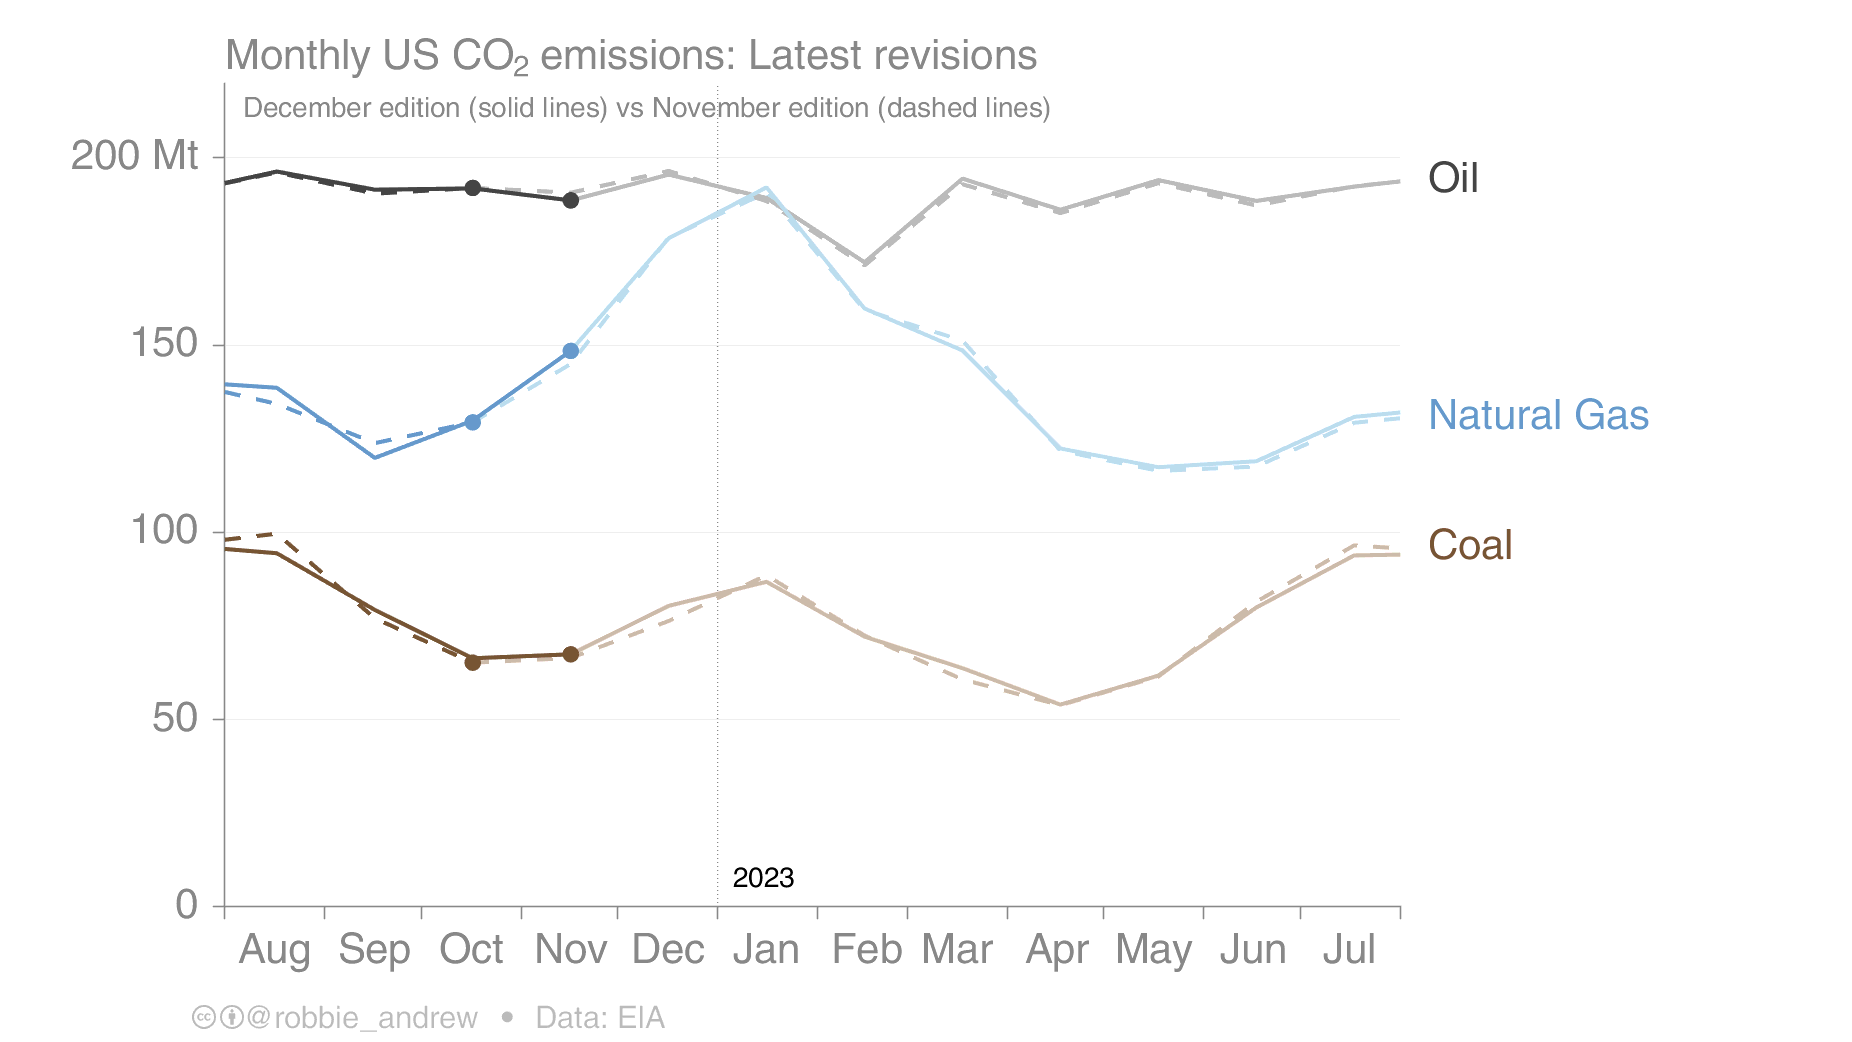 Monthly US CO₂ emissions: Latest revisions
December edition (solid lines) vs November edition (dashed lines)
200 Mt
150
100
50
0
Oil
Natural Gas
Coal
2023
Aug Sep Oct Nov Dec Jan Feb Mar Apr May Jun Jul
cc @robbie_andrew • Data: EIA